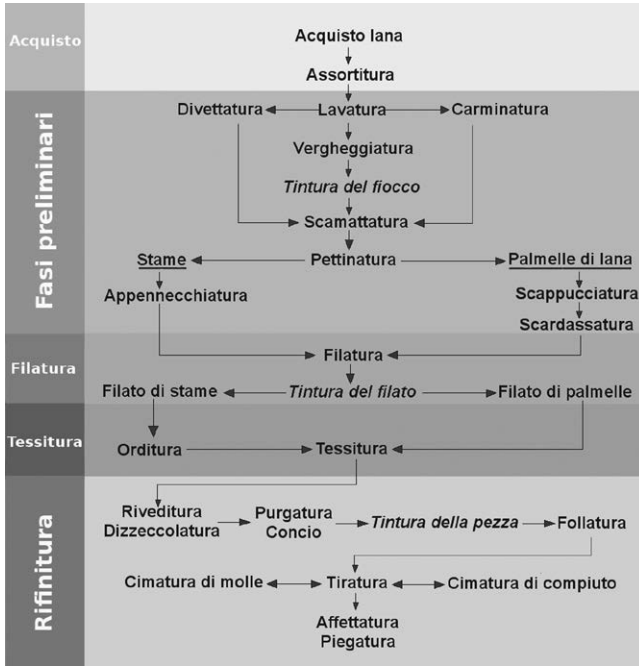 Acquisto
Acquisto lana
Assortitura
Fasi preliminari
Divettatura
Lavatura
Carminatura
Vergheggiatura
Tintura del fiocco
Scamattatura
Stame
Pettinatura
Palmelle di lana
Appennecchiatura
Scappucciatura
Scardassatura
Filatura
Filatura
Filato di stame
Tintura del filato
Filato di palmelle
Tessitura
Orditura
Tessitura
Rifinitura
Riveditura
Dizzeccolatura
Purgatura
Concio
Tintura della pezza
Follatura
Cimatura di molle
Tiratura
Cimatura di compiuto
Affettatura
Piegatura